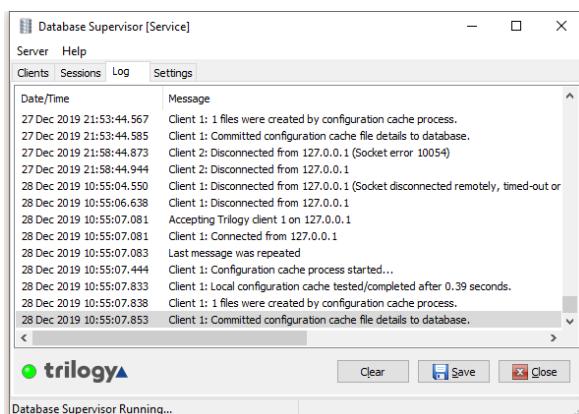 Database Supervisor [Service]
Server Help
Clients Sessions Log Settings
Date/Time Message
27 Dec 2019 21:53:44.567 Client 1: 1 files were created by configuration cache process.
27 Dec 2019 21:53:44.585 Client 1: Committed configuration cache file details to database.
27 Dec 2019 21:58:44.873 Client 2: Disconnected from 127.0.0.1 (Socket error 10054)
27 Dec 2019 21:58:44.944 Client 2: Disconnected from 127.0.0.1
28 Dec 2019 10:55:04.550 Client 1: Disconnected from 127.0.0.1 (Socket disconnected remotely, timed-out or
28 Dec 2019 10:55:06.638 Client 1: Disconnected from 127.0.0.1
28 Dec 2019 10:55:07.081 Accepting Trilogy client 1 on 127.0.0.1
28 Dec 2019 10:55:07.081 Client 1: Connected from 127.0.0.1
28 Dec 2019 10:55:07.083 Last message was repeated
28 Dec 2019 10:55:07.444 Client 1: Configuration cache process started...
28 Dec 2019 10:55:07.833 Client 1: Local configuration cache tested/completed after 0.39 seconds.
28 Dec 2019 10:55:07.838 Client 1: 1 files were created by configuration cache process.
28 Dec 2019 10:55:07.853 Client 1: Committed configuration cache file details to database.
trilogy Clear Save Close
Database Supervisor Running...